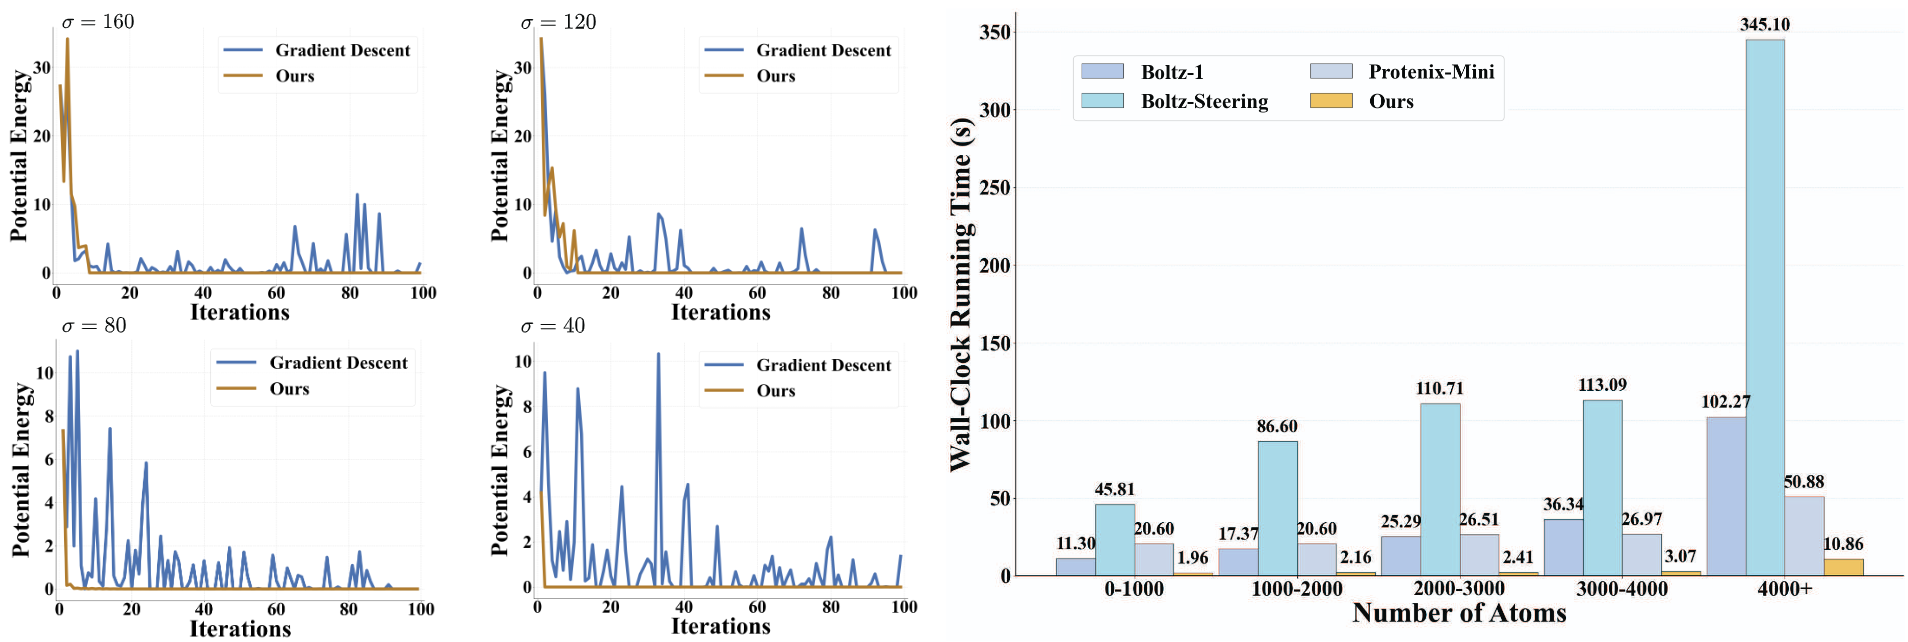 σ = 160
Gradient Descent
Ours
Potential Energy
30
20
10
0
0 20 40 60 80 100
Iterations
σ = 120
Gradient Descent
Ours
Potential Energy
30
20
10
0
0 20 40 60 80 100
Iterations
σ = 80
Gradient Descent
Ours
Potential Energy
10
8
6
4
2
0
0 20 40 60 80 100
Iterations
σ = 40
Gradient Descent
Ours
Potential Energy
10
8
6
4
2
0
0 20 40 60 80 100
Iterations
Wall-Clock Running Time (s)
350
300
250
200
150
100
50
0
Boltz-1
Boltz-Steering
Protenix-Mini
Ours
11.30 45.81 20.60 1.96
17.37 86.60 20.60 2.16
25.29 110.71 26.51 2.41
36.34 113.09 26.97 3.07
102.27 345.10 50.88 10.86
0-1000 1000-2000 2000-3000 3000-4000 4000+
Number of Atoms